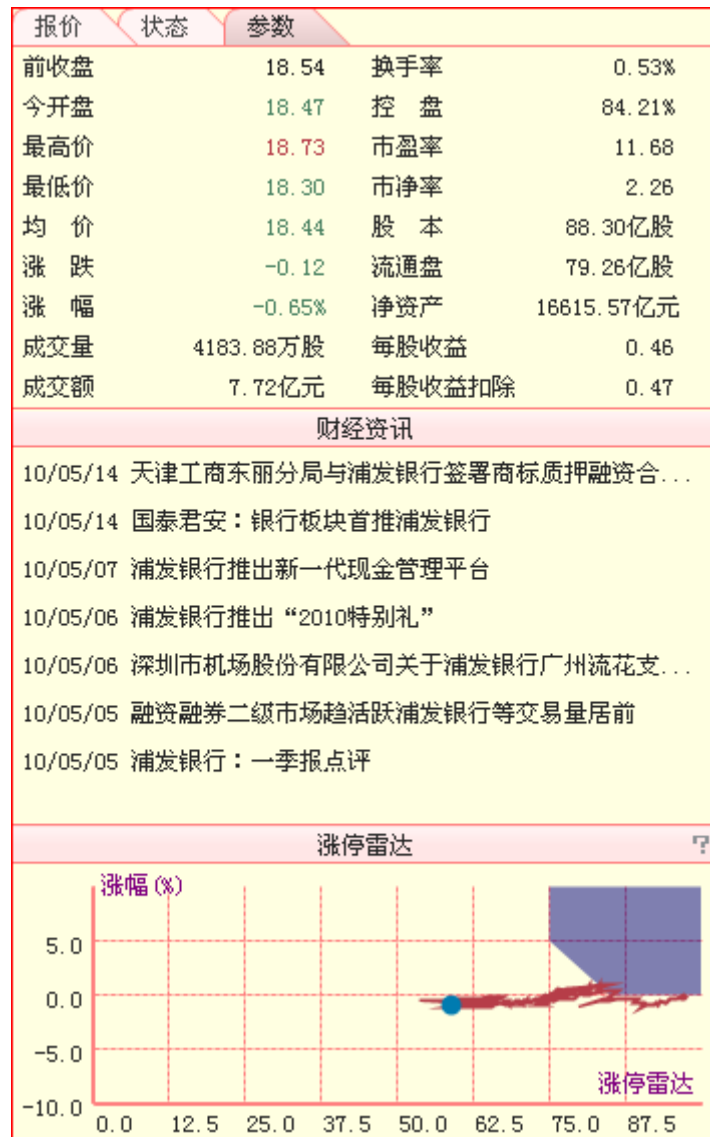 报价 状态 参数
前收盘 18.54 换手率 0.53%
今开盘 18.47 控 盘 84.21%
最高价 18.73 市盈率 11.68
最低价 18.30 市净率 2.26
均 价 18.44 股 本 88.30亿股
涨 跌 -0.12 流通盘 79.26亿股
涨 幅 -0.65% 净资产 16615.57亿元
成交量 4183.88万股 每股收益 0.46
成交额 7.72亿元 每股收益扣除 0.47
财经资讯
10/05/14 天津工商东丽分局与浦发银行签署商标质押融资合...
10/05/14 国泰君安：银行板块首推浦发银行
10/05/07 浦发银行推出新一代现金管理平台
10/05/06 浦发银行推出“2010特别礼”
10/05/06 深圳市机场股份有限公司关于浦发银行广州流花支...
10/05/05 融资融券二级市场趋活跃浦发银行等交易量居前
10/05/05 浦发银行：一季报点评
涨停雷达 ?
涨幅(%)
5.0
0.0
-5.0
涨停雷达
-10.0
0.0 12.5 25.0 37.5 50.0 62.5 75.0 87.5